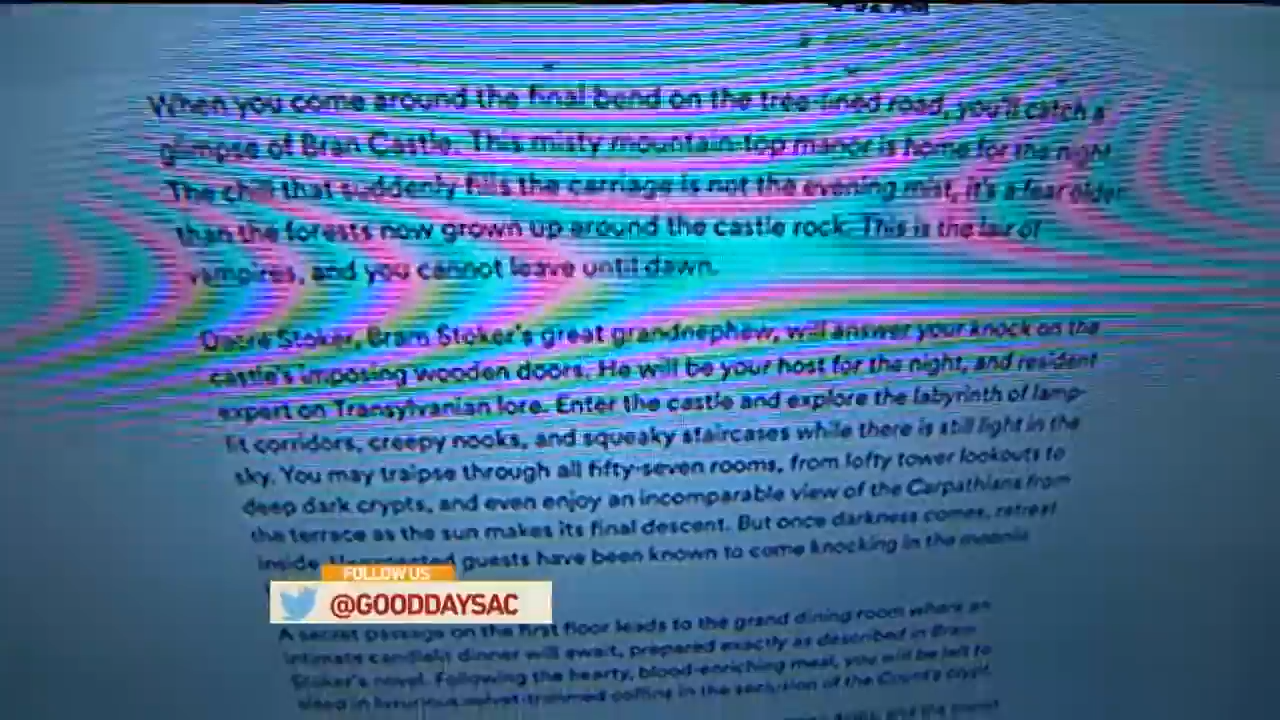 When you come around the final bend on the tree-lined road, you'll catch a
glimpse of Bran Castle. This misty mountain-top manor is home for the night.
The chill that suddenly fills the carriage is not the evening mist, it's a fear older
than the forests now grown up around the castle rock. This is the lair of
vampires, and you cannot leave until dawn.
Dacre Stoker, Bram Stoker's great grandnephew, will answer your knock on the
castle's imposing wooden doors. He will be your host for the night, and resident
expert on Transylvanian lore. Enter the castle and explore the labyrinth of lamp-
lit corridors, creepy nooks, and squeaky staircases while there is still light in the
sky. You may traipse through all fifty-seven rooms, from lofty tower lookouts to
deep dark crypts, and even enjoy an incomparable view of the Carpathians from
the terrace as the sun makes its final descent. But once darkness comes, retreat
inside. guests have been known to come knocking in the moonlit
FOLLOW US
@GOODDAYSAC
A secret passage on the first floor leads to the grand dining room where an
intimate candlelit dinner will await, prepared exactly as described in Bram
Stoker's novel. Following the hearty, blood-enriching meal, you will be left to
sleep in luxurious velvet-trimmed coffins in the seclusion of the Count's crypt.
and the